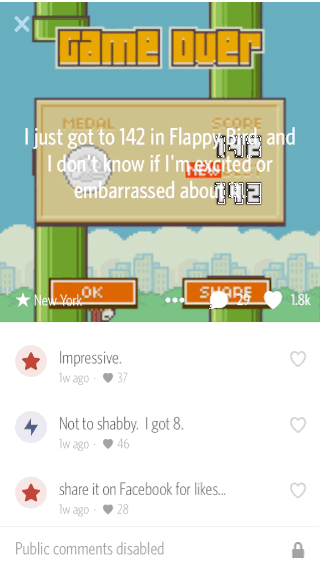 Game Over
MEDAL SCORE
I just got to 142 in Flappy Bird and
142
I don't know if I'm excited or
NEW
embarrassed about it.
142
OK SHARE
New York ••• 29 1.8k
Impressive.
1w ago · 37
Not to shabby. I got 8.
1w ago · 46
share it on Facebook for likes...
1w ago · 28
Public comments disabled